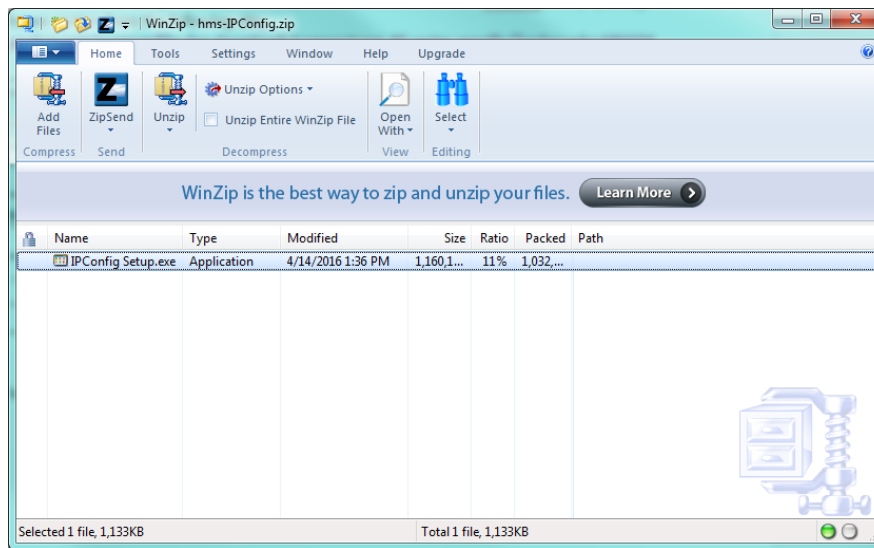 WinZip - hms-IPConfig.zip
Home Tools Settings Window Help Upgrade
Add Files
ZipSend
Unzip
Unzip Options
Unzip Entire WinZip File
Open With
Select
Compress Send Decompress View Editing
WinZip is the best way to zip and unzip your files. Learn More
Name Type Modified Size Ratio Packed Path
IPConfig Setup.exe Application 4/14/2016 1:36 PM 1,160,1... 11% 1,032,...
Selected 1 file, 1,133KB Total 1 file, 1,133KB